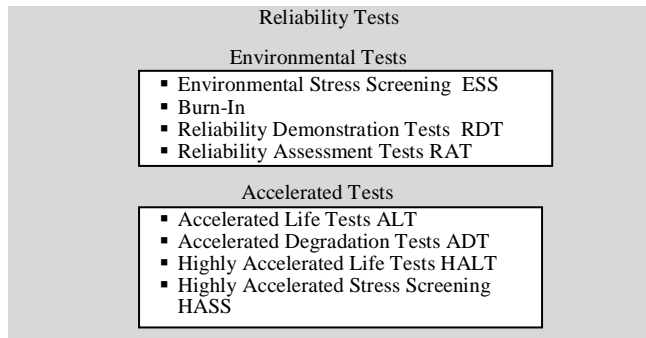 Reliability Tests
Environmental Tests
▪ Environmental Stress Screening ESS
▪ Burn-In
▪ Reliability Demonstration Tests RDT
▪ Reliability Assessment Tests RAT
Accelerated Tests
▪ Accelerated Life Tests ALT
▪ Accelerated Degradation Tests ADT
▪ Highly Accelerated Life Tests HALT
▪ Highly Accelerated Stress Screening
HASS